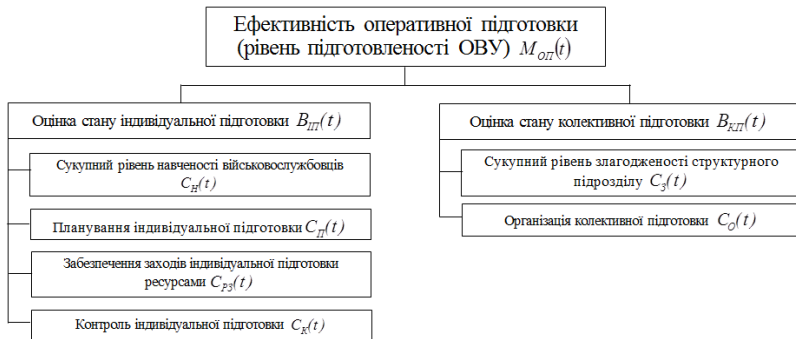 Ефективність оперативної підготовки
(рівень підготовленості ОВУ) M_ОП(t)
Оцінка стану індивідуальної підготовки B_ІП(t)
Сукупний рівень навченості військовослужбовців
C_Н(t)
Планування індивідуальної підготовки C_П(t)
Забезпечення заходів індивідуальної підготовки
ресурсами C_РЗ(t)
Контроль індивідуальної підготовки C_К(t)
Оцінка стану колективної підготовки B_КП(t)
Сукупний рівень злагодженості структурного
підрозділу C_З(t)
Організація колективної підготовки C_О(t)